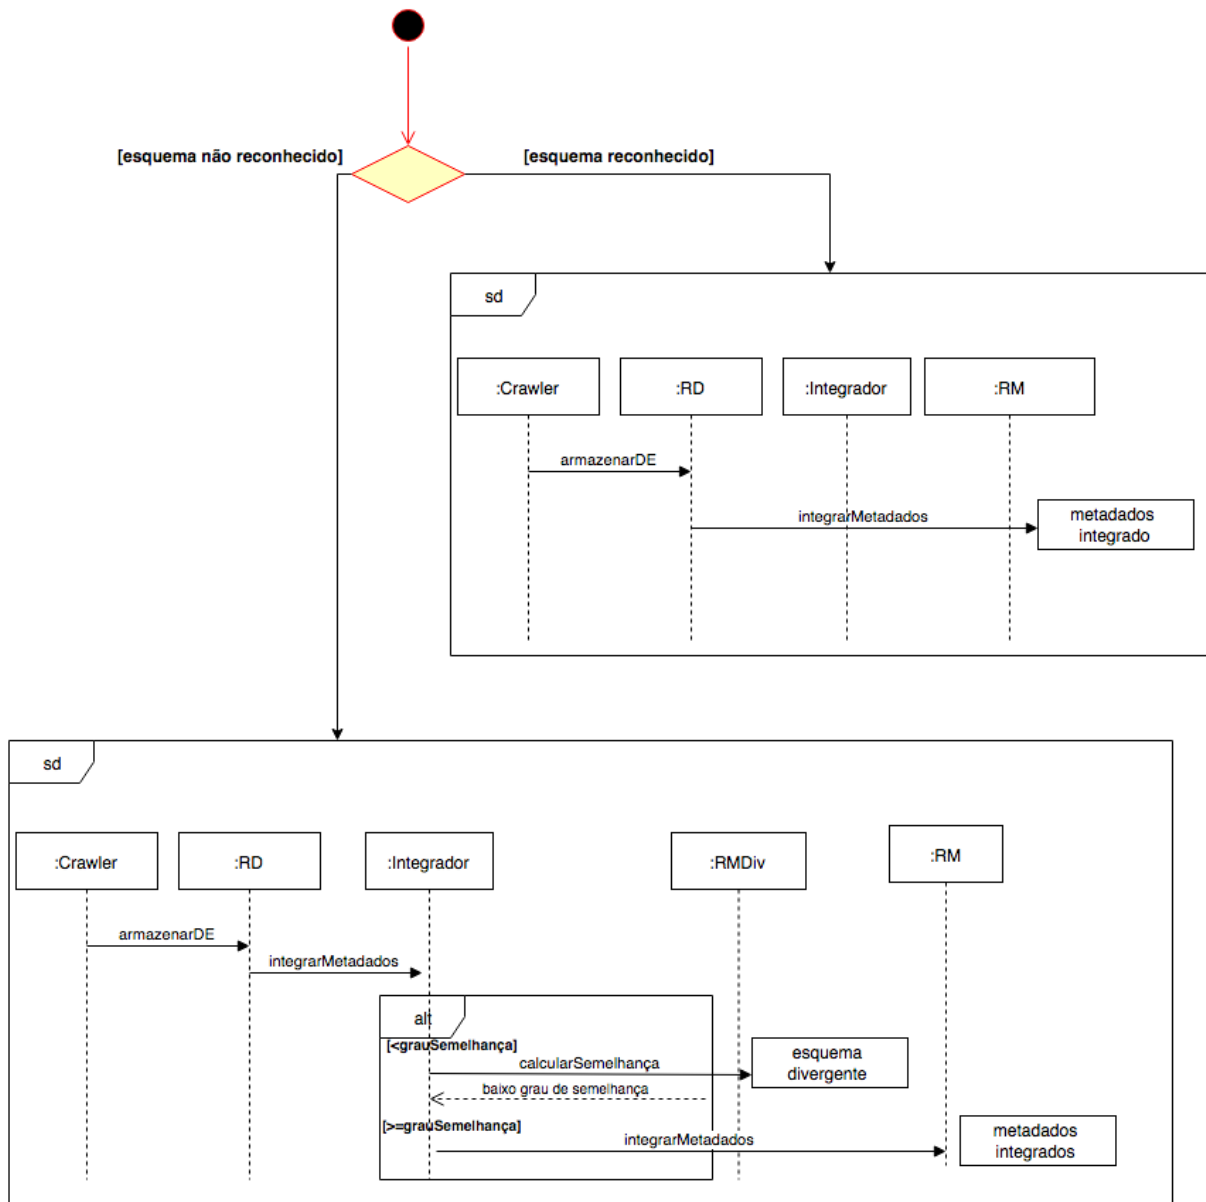 [esquema não reconhecido]
[esquema reconhecido]
sd
:Crawler
:RD
:Integrador
:RM
armazenarDE
integrarMetadados
metadados
integrado
sd
:Crawler
:RD
:Integrador
:RMDiv
:RM
armazenarDE
integrarMetadados
alt
[<grauSemelhança]
calcularSemelhança
esquema
divergente
baixo grau de semelhança
[>=grauSemelhança]
integrarMetadados
metadados
integrados